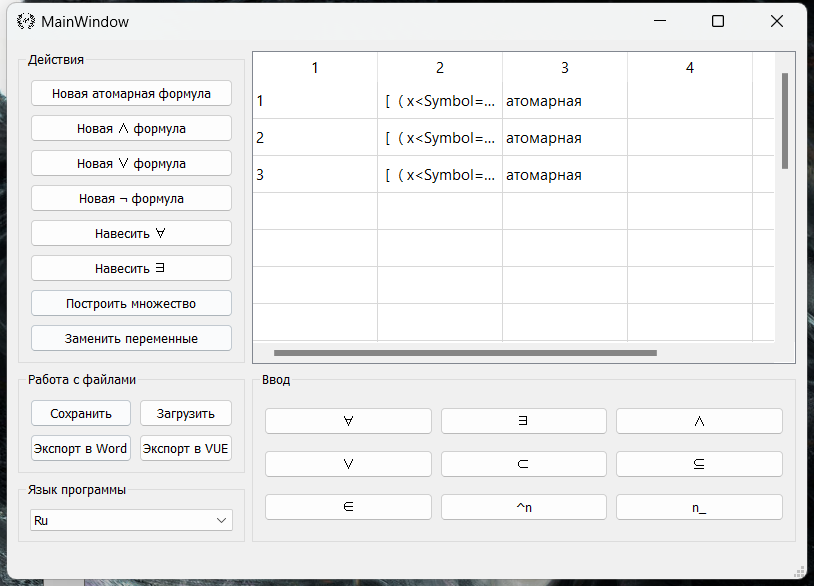 MainWindow
Действия
Новая атомарная формула
Новая ∧ формула
Новая ∨ формула
Новая ¬ формула
Навесить ∀
Навесить ∃
Построить множество
Заменить переменные
1 2 3 4
1 [ ( x<Symbol=... атомарная
2 [ ( x<Symbol=... атомарная
3 [ ( x<Symbol=... атомарная
Работа с файлами
Сохранить Загрузить
Экспорт в Word Экспорт в VUE
Язык программы
Ru
Ввод
∀ ∃ ∧
∨ ⊂ ⊆
∈ ^n n_